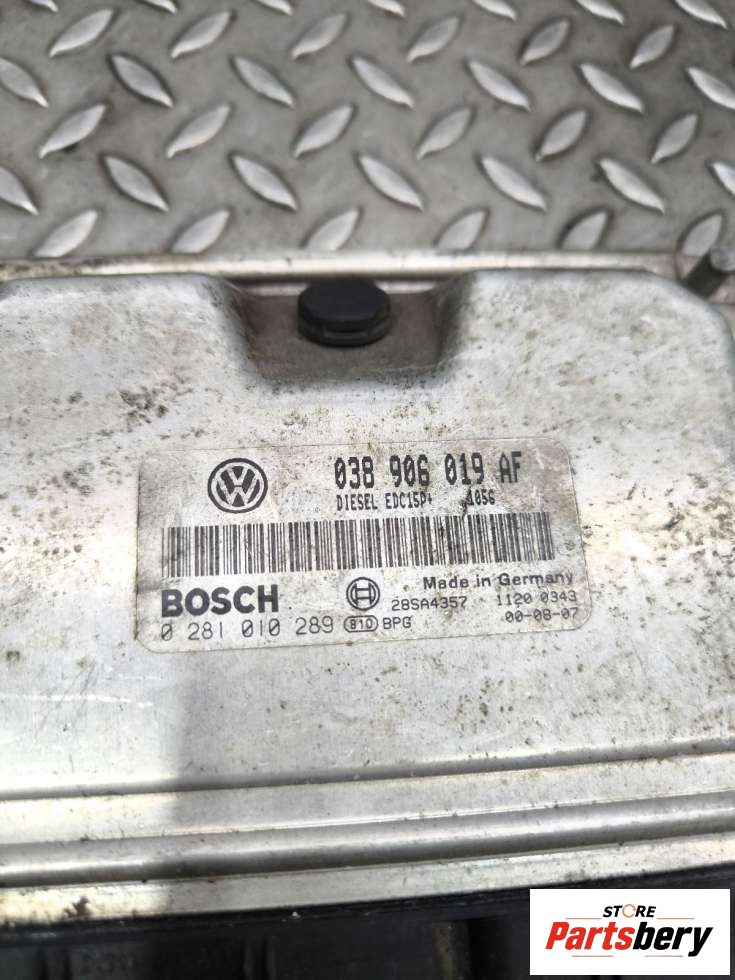 038 906 019 AF
DIESEL EDC15P+ 1056
BOSCH
Made in Germany
28SA4357 1120 0343
0 281 010 289 B10 BPG 00-08-07
STORE
Partsbery